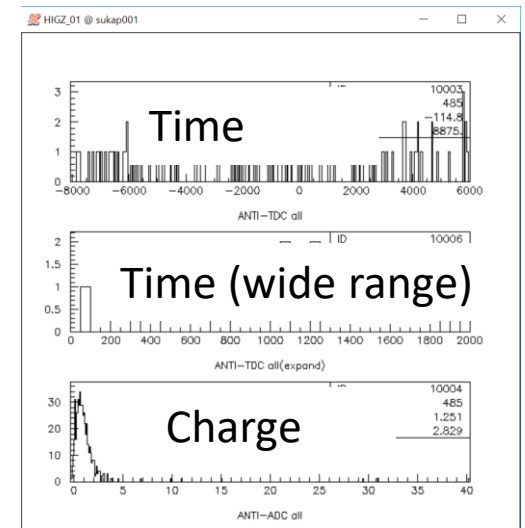 HIGZ_01 @ sukap001
10003
485
-114.8
8875.
3
2
1
0
Time
-8000 -6000 -4000 -2000 0 2000 4000 6000
ANTI-TDC all
ID 10006
2
1.5
1
0.5
0
Time (wide range)
0 200 400 600 800 1000 1200 1400 1600 1800 2000
ANTI-TDC all(expand)
10004
485
1.251
2.829
30
20
10
0
Charge
0 5 10 15 20 25 30 35 40
ANTI-ADC all